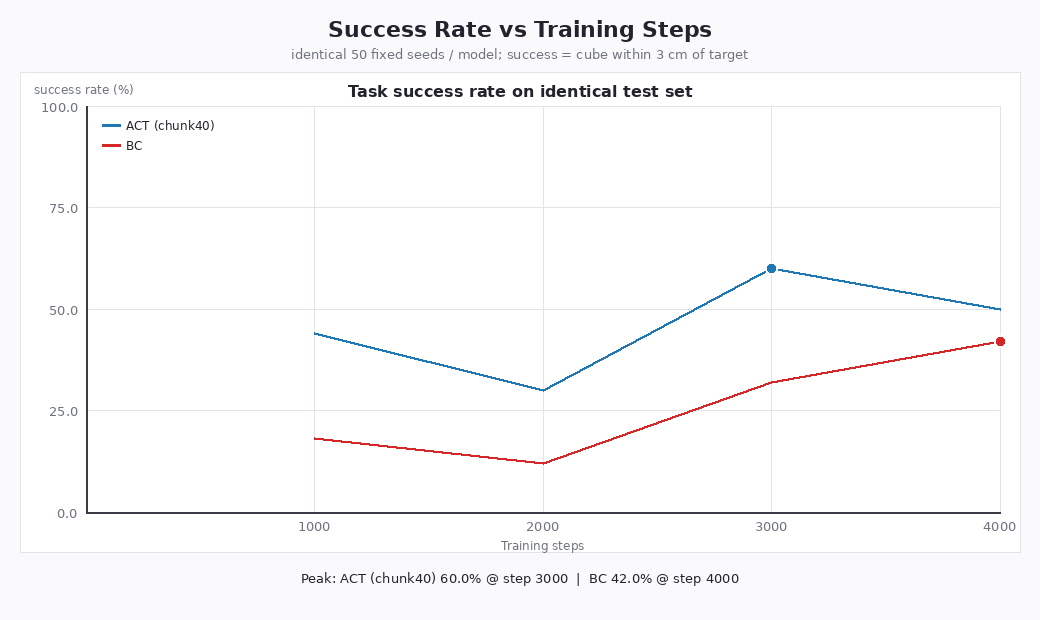 Success Rate vs Training Steps
identical 50 fixed seeds / model; success = cube within 3 cm of target
success rate (%)
Task success rate on identical test set
100.0
ACT (chunk40)
BC
75.0
50.0
25.0
0.0
1000 2000 3000 4000
Training steps
Peak: ACT (chunk40) 60.0% @ step 3000 | BC 42.0% @ step 4000